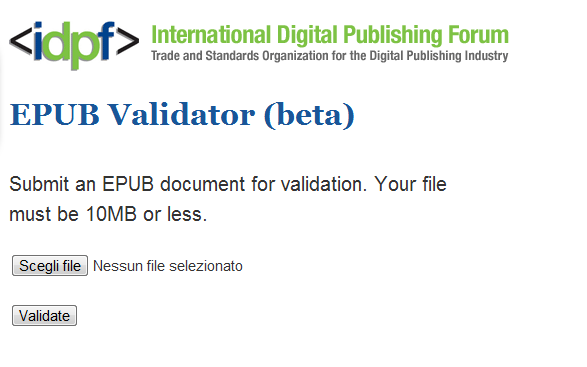 <idpf> International Digital Publishing Forum
Trade and Standards Organization for the Digital Publishing Industry
EPUB Validator (beta)
Submit an EPUB document for validation. Your file
must be 10MB or less.
Scegli file Nessun file selezionato
Validate